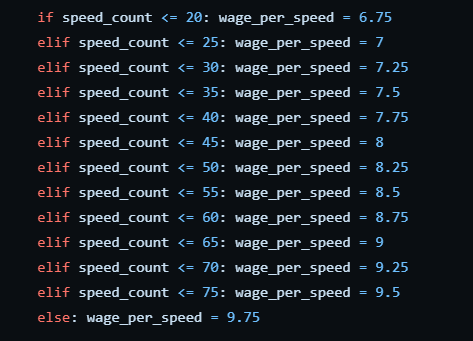 if speed_count <= 20: wage_per_speed = 6.75
elif speed_count <= 25: wage_per_speed = 7
elif speed_count <= 30: wage_per_speed = 7.25
elif speed_count <= 35: wage_per_speed = 7.5
elif speed_count <= 40: wage_per_speed = 7.75
elif speed_count <= 45: wage_per_speed = 8
elif speed_count <= 50: wage_per_speed = 8.25
elif speed_count <= 55: wage_per_speed = 8.5
elif speed_count <= 60: wage_per_speed = 8.75
elif speed_count <= 65: wage_per_speed = 9
elif speed_count <= 70: wage_per_speed = 9.25
elif speed_count <= 75: wage_per_speed = 9.5
else: wage_per_speed = 9.75